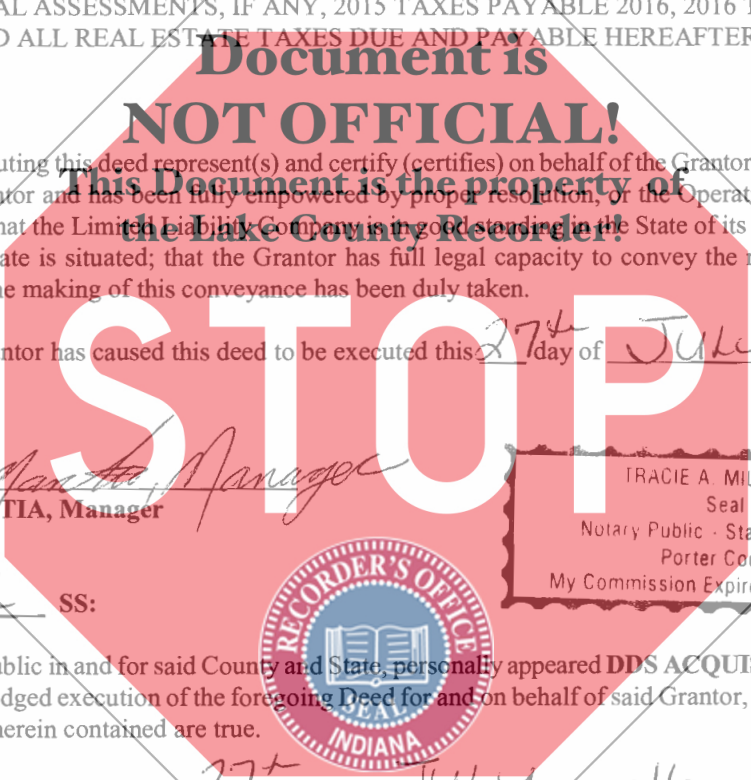 AL ASSESSMENTS, IF ANY, 2015 TAXES PAYABLE 2016, 2016
D ALL REAL ESTATE TAXES DUE AND PAYABLE HEREAFTER
Document is
NOT OFFICIAL!
uting this deed represent(s) and certify (certifies) on behalf of the Grantor
This Document is the property of
ntor and has been fully empowered by proper resolution, or the Operat
the Lake County Recorder!
hat the Limited Liability Company is in good standing in the State of its
ate is situated; that the Grantor has full legal capacity to convey the
e making of this conveyance has been duly taken.
STOP
ntor has caused this deed to be executed this 27th day of JULY
Manager
TIA, Manager
TRACIE A. MIL
Seal
Notary Public - Sta
Porter Co
My Commission Expire
SS:
RECORDER'S OFFICE
SEAL
INDIANA
ublic in and for said County and State, personally appeared DDS ACQUI
dged execution of the foregoing Deed for and on behalf of said Grantor,
herein contained are true.
27th